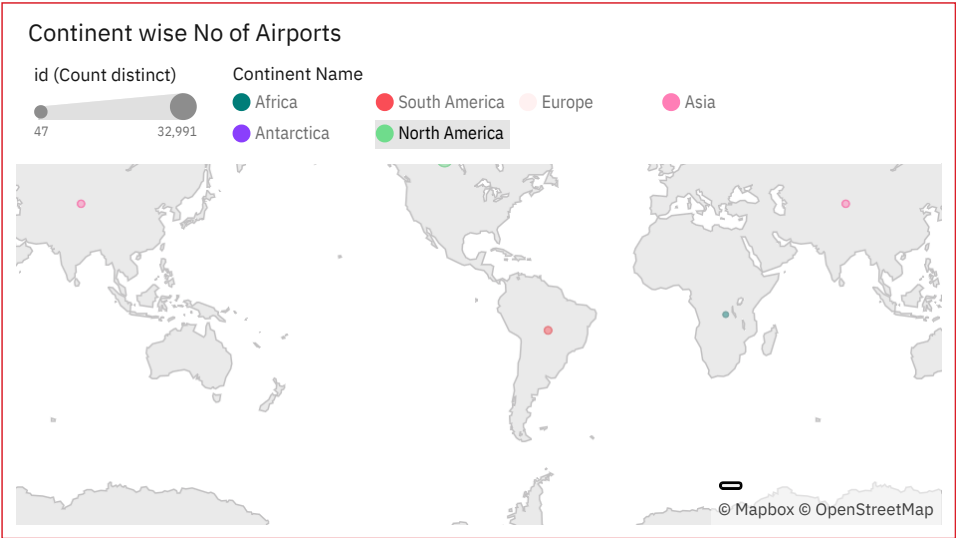 Continent wise No of Airports
id (Count distinct)
47 32,991
Continent Name
Africa South America Europe Asia
Antarctica North America
© Mapbox © OpenStreetMap